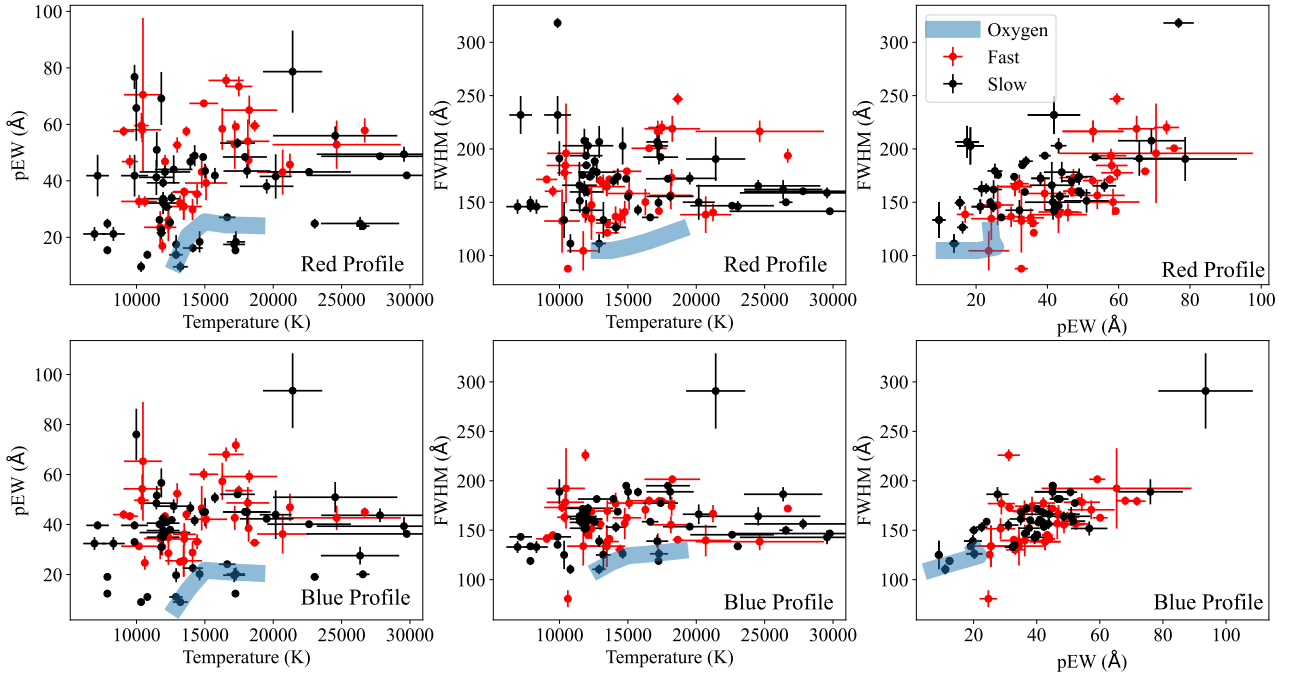 100
80
60
40
20
pEW (Å)
10000 15000 20000 25000 30000
Temperature (K)
Red Profile
300
250
200
150
100
FWHM (Å)
10000 15000 20000 25000 30000
Temperature (K)
Red Profile
300
250
200
150
100
FWHM (Å)
Oxygen
Fast
Slow
20 40 60 80 100
pEW (Å)
Red Profile
100
80
60
40
20
pEW (Å)
10000 15000 20000 25000 30000
Temperature (K)
Blue Profile
300
250
200
150
100
FWHM (Å)
10000 15000 20000 25000 30000
Temperature (K)
Blue Profile
300
250
200
150
100
FWHM (Å)
20 40 60 80 100
pEW (Å)
Blue Profile